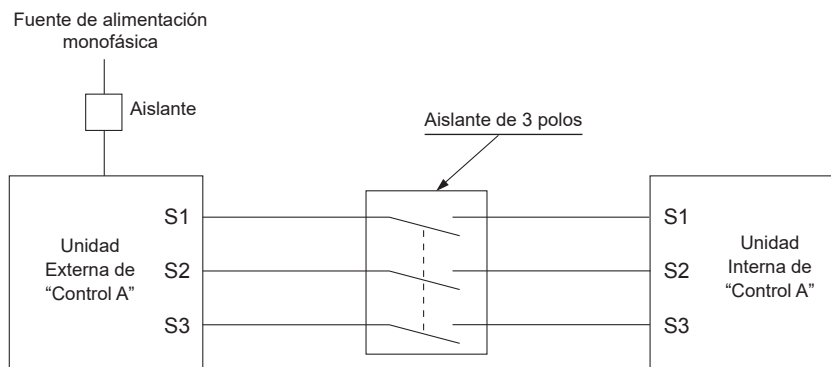 Fuente de alimentación
monofásica
Aislante
Aislante de 3 polos
S1
S2
S3
Unidad
Externa de
“Control A”
S1
S2
S3
Unidad
Interna de
“Control A”